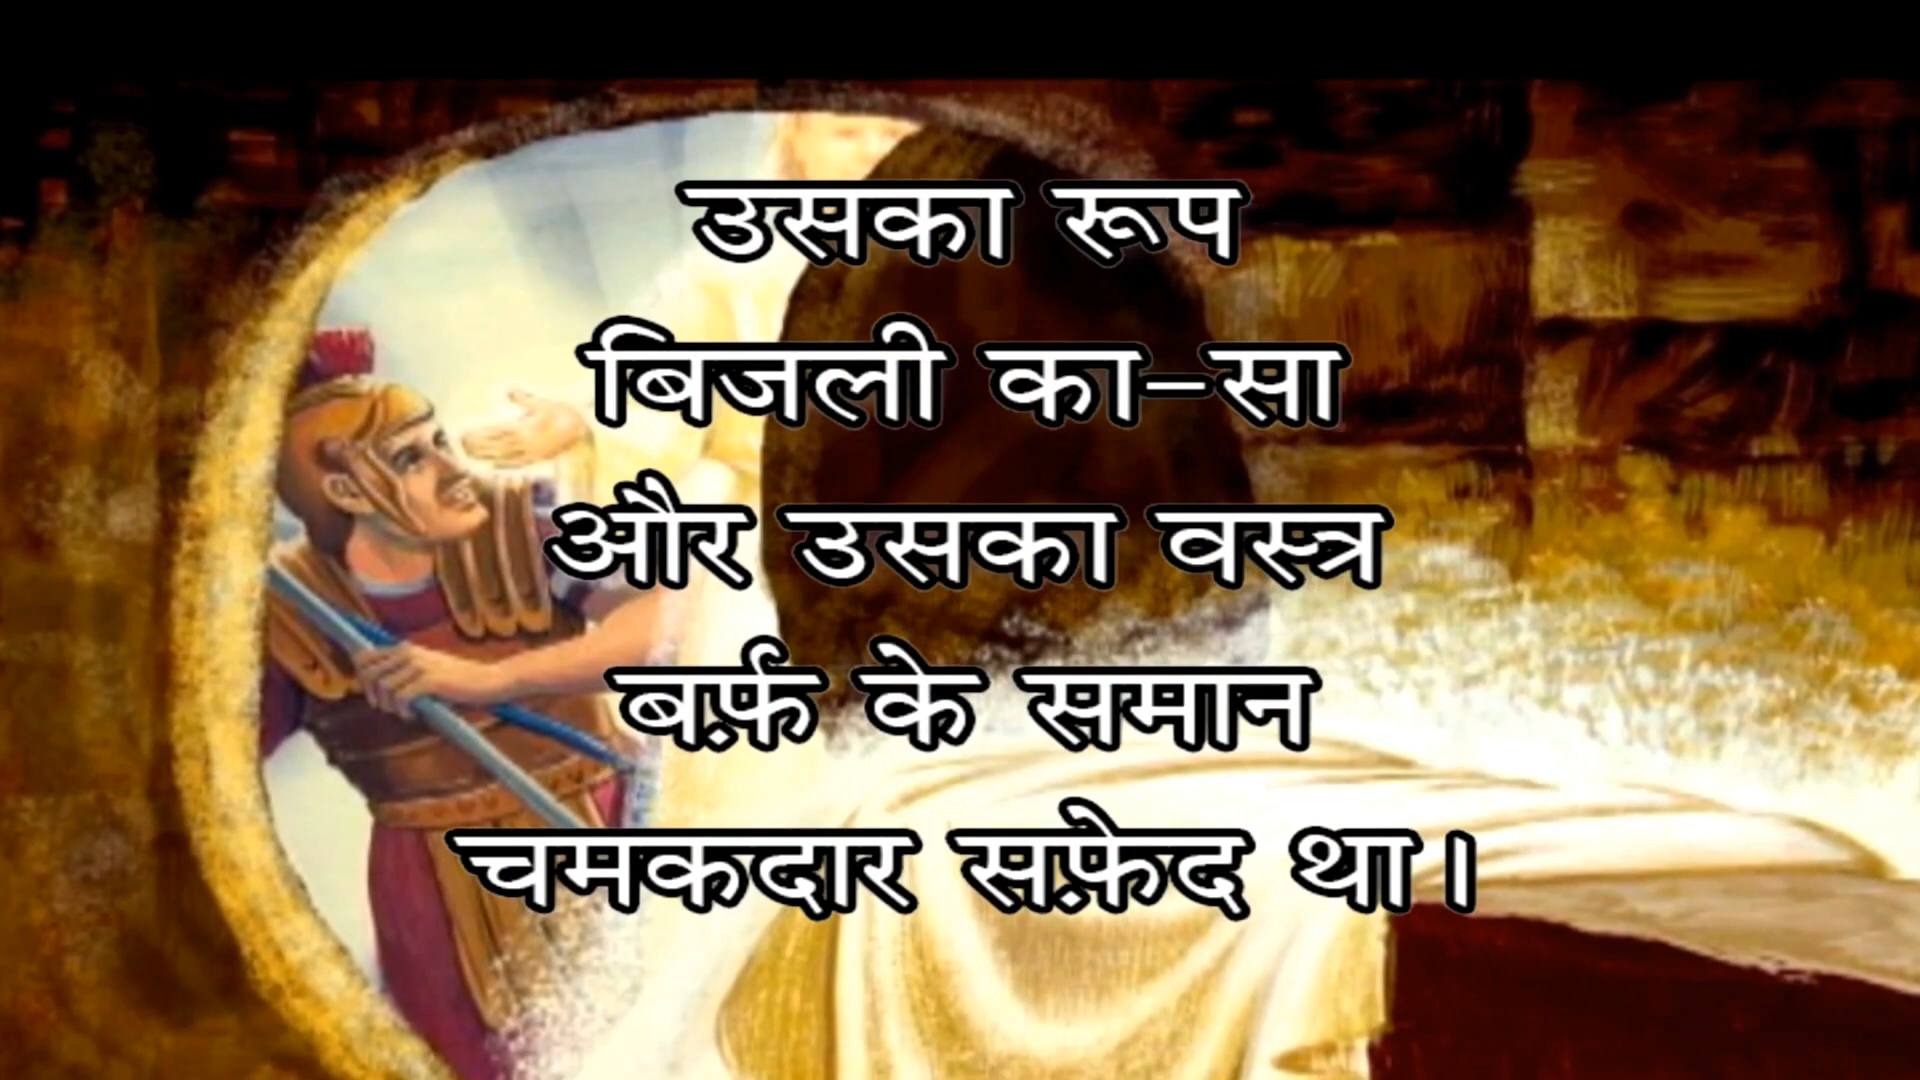 उसका रूप
बिजली का-सा
और उसका वस्त्र
बर्फ़ के समान
चमकदार सफ़ेद था।